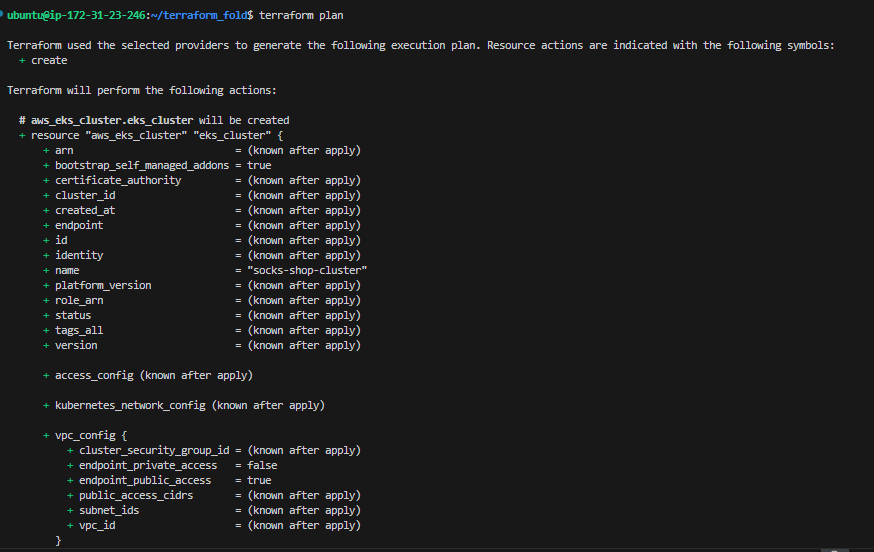 ubuntu@ip-172-31-23-246:~/terraform_fold$ terraform plan

Terraform used the selected providers to generate the following execution plan. Resource actions are indicated with the following symbols:
  + create

Terraform will perform the following actions:

  # aws_eks_cluster.eks_cluster will be created
  + resource "aws_eks_cluster" "eks_cluster" {
      + arn                           = (known after apply)
      + bootstrap_self_managed_addons = true
      + certificate_authority         = (known after apply)
      + cluster_id                    = (known after apply)
      + created_at                    = (known after apply)
      + endpoint                      = (known after apply)
      + id                            = (known after apply)
      + identity                      = (known after apply)
      + name                          = "socks-shop-cluster"
      + platform_version              = (known after apply)
      + role_arn                      = (known after apply)
      + status                        = (known after apply)
      + tags_all                      = (known after apply)
      + version                       = (known after apply)

      + access_config (known after apply)

      + kubernetes_network_config (known after apply)

      + vpc_config {
          + cluster_security_group_id = (known after apply)
          + endpoint_private_access   = false
          + endpoint_public_access    = true
          + public_access_cidrs       = (known after apply)
          + subnet_ids                = (known after apply)
          + vpc_id                    = (known after apply)
        }